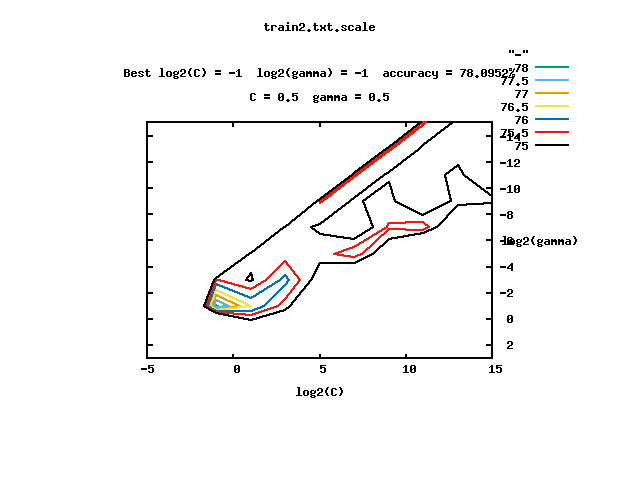 train2.txt.scale
"-"
Best log2(C) = -1  log2(gamma) = -1  accuracy = 78.0952%
78
77.5
C = 0.5  gamma = 0.5
77
76.5
76
75.5
75
-14
-12
-10
-8
-6
log2(gamma)
-4
-2
0
2
-5 0 5 10 15
log2(C)